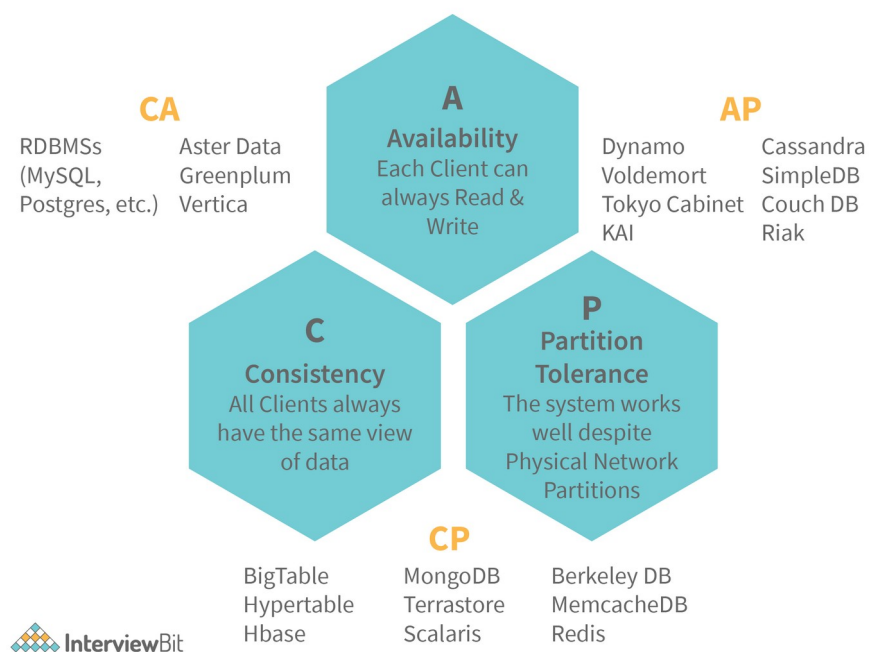 A
Availability
Each Client can
always Read &
Write
CA
RDBMSs
(MySQL,
Postgres, etc.)
Aster Data
Greenplum
Vertica
AP
Dynamo
Voldemort
Tokyo Cabinet
KAI
Cassandra
SimpleDB
Couch DB
Riak
C
Consistency
All Clients always
have the same view
of data
P
Partition
Tolerance
The system works
well despite
Physical Network
Partitions
CP
BigTable
Hypertable
Hbase
MongoDB
Terrastore
Scalaris
Berkeley DB
MemcacheDB
Redis
InterviewBit